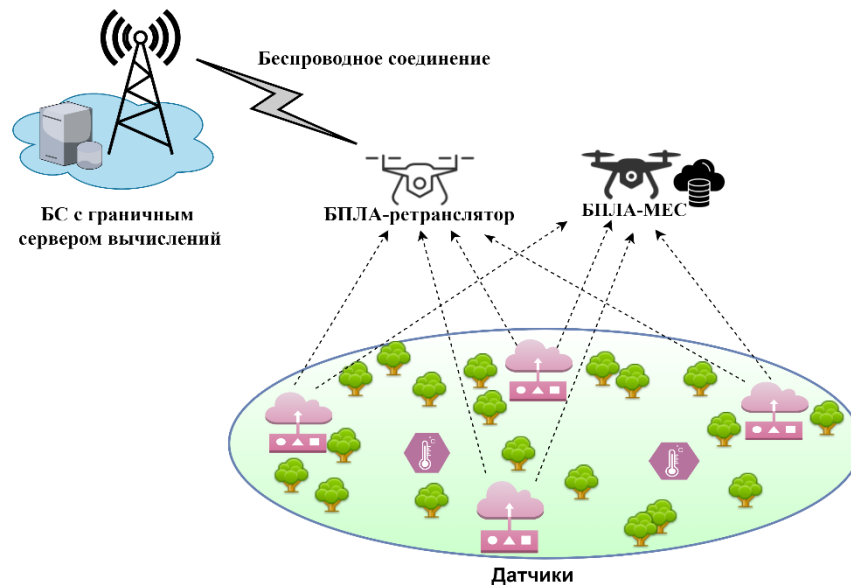 Беспроводное соединение
БС с граничным
сервером вычислений
БПЛА-ретранслятор
БПЛА-МЕС
°C
°C
Датчики